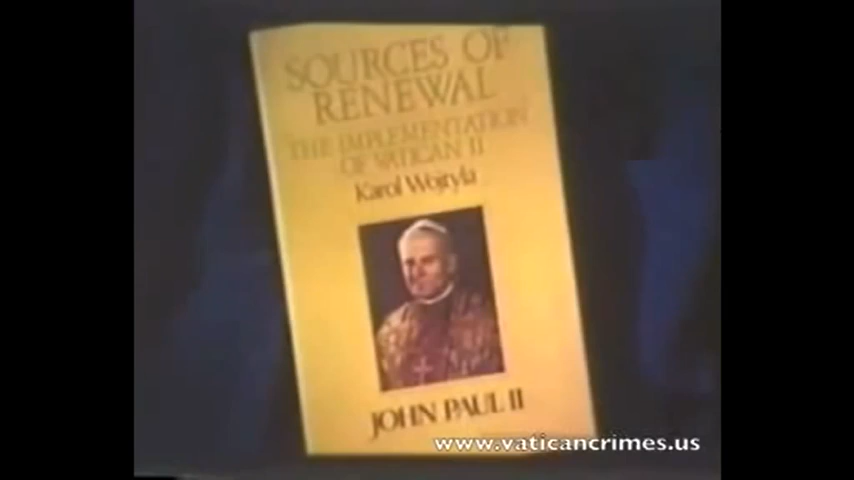 SOURCES OF
RENEWAL
THE IMPLEMENTATION
OF VATICAN II
Karol Wojtyla
JOHN PAUL II
www.vaticancrimes.us